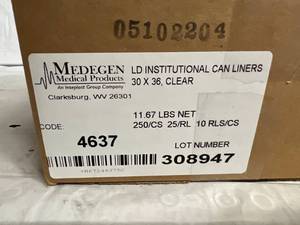 05102204
MEDEGEN
Medical Products
An Inseplast Group Company
Clarksburg, WV 26301
LD INSTITUTIONAL CAN LINERS
30 X 36, CLEAR
11.67 LBS NET
250/CS 25/RL 10 RLS/CS
CODE:
4637
LOT NUMBER
308947